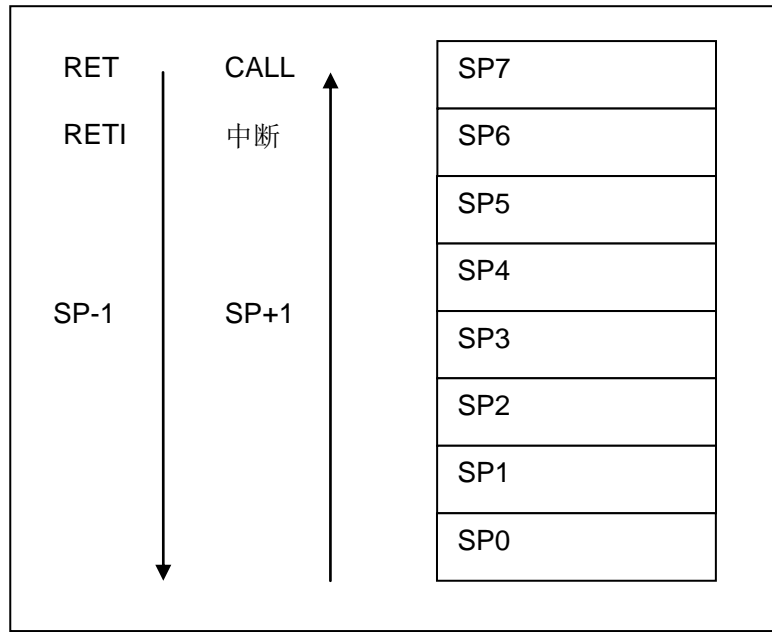 RET CALL SP7
RETI 中断 SP6
SP5
SP4
SP-1 SP+1 SP3
SP2
SP1
SP0